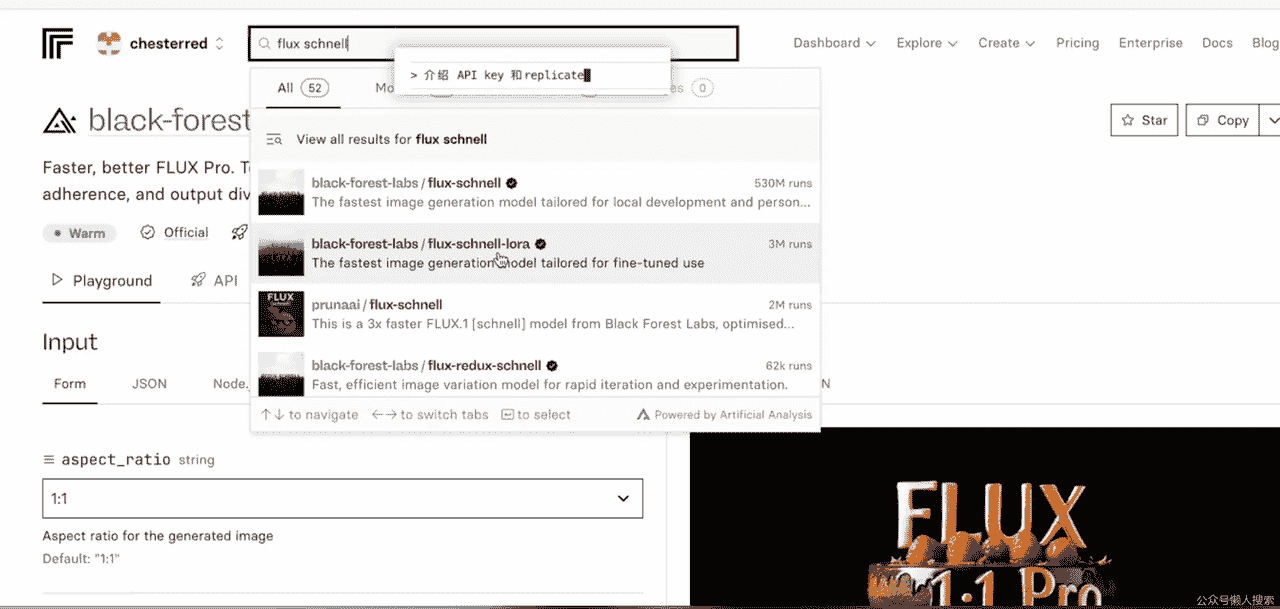 chesterred
flux schnell
Dashboard
Explore
Create
Pricing
Enterprise
Docs
Blog
> 介紹 API key 和replicate
All 52
Mo
0
View all results for flux schnell
black-forest
Star
Copy
Faster, better FLUX Pro. T
adherence, and output div
black-forest-labs/flux-schnell
530M runs
The fastest image generation model tailored for local development and person...
Warm
Official
black-forest-labs/flux-schnell-lora
3M runs
The fastest image generation model tailored for fine-tuned use
Playground
API
prunaai/flux-schnell
2M runs
This is a 3x faster FLUX.1 [schnell] model from Black Forest Labs, optimised...
Input
black-forest-labs/flux-redux-schnell
62k runs
Fast, efficient image variation model for rapid iteration and experimentation.
Form
JSON
Node.
N
↑↓ to navigate ←→ to switch tabs to select
Powered by Artificial Analysis
aspect_ratio string
1:1
Aspect ratio for the generated image
Default: "1:1"
FLUX
1.1 Pro
公众号懒人搜索